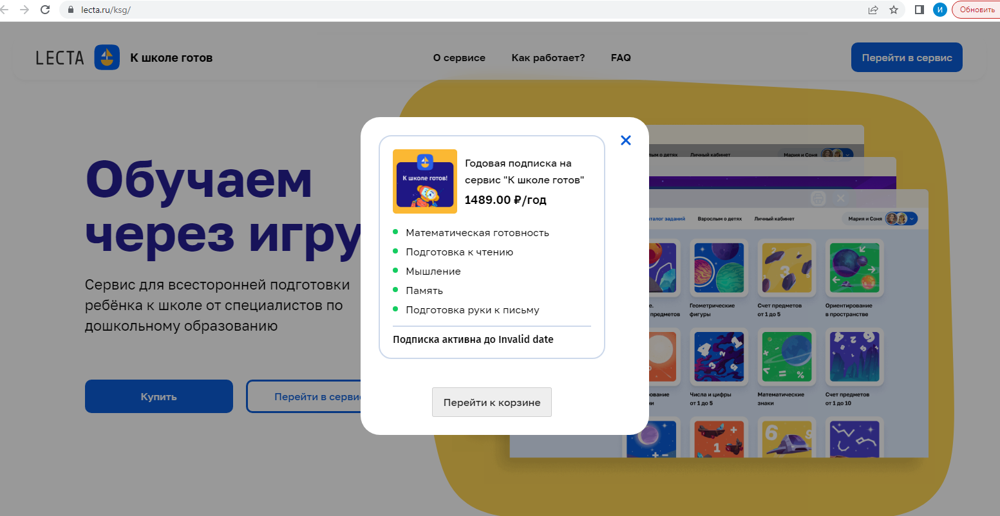 lecta.ru/ksg/
И
Обновить
LECTA
К школе готов
О сервисе
Как работает?
FAQ
Перейти в сервис
Обучаем
через игру
Сервис для всесторонней подготовки
ребёнка к школе от специалистов по
дошкольному образованию
Купить
Перейти в серви
К школе готов!
Годовая подписка на
сервис "К школе готов"
1489.00 ₽/год
Математическая готовность
Подготовка к чтению
Мышление
Память
Подготовка руки к письму
Подписка активна до Invalid date
Перейти к корзине
о детях
Личный кабинет
Мария и Соня
заданий
Взрослым о детях
Личный кабинет
Мария и Соня
предметов
Геометрические
фигуры
Счет предметов
от 1 до 5
Ориентирование
в пространстве
Числа и цифры
от 1 до 5
Математические
знаки
Счет предметов
от 1 до 10